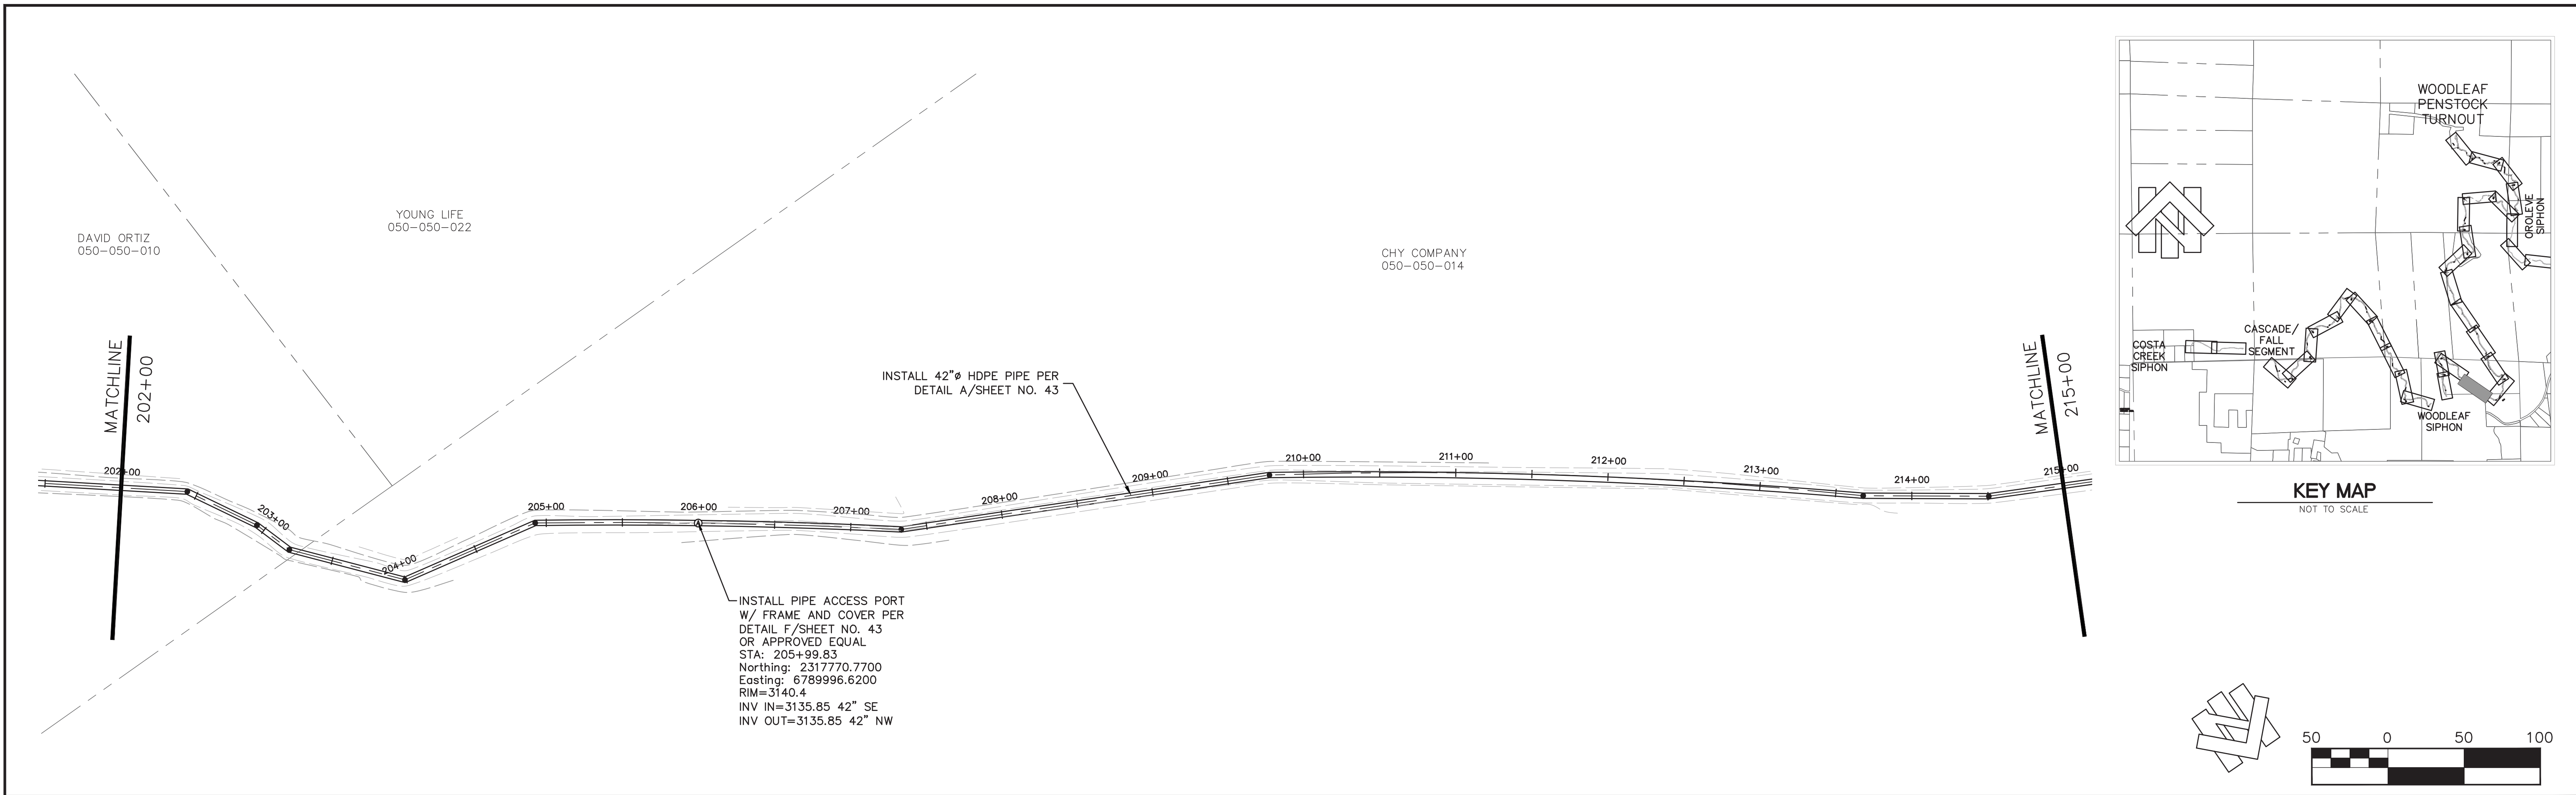 DAVID ORTIZ
050-050-010
YOUNG LIFE
050-050-022
CHY COMPANY
050-050-014
MATCHLINE
202+00
INSTALL 42"ø HDPE PIPE PER
DETAIL A/SHEET NO. 43
MATCHLINE
215+00
202+00
203+00
204+00
205+00
206+00
207+00
208+00
209+00
210+00
211+00
212+00
213+00
214+00
215+00
A
INSTALL PIPE ACCESS PORT
W/ FRAME AND COVER PER
DETAIL F/SHEET NO. 43
OR APPROVED EQUAL
STA: 205+99.83
Northing: 2317770.7700
Easting: 6789996.6200
RIM=3140.4
INV IN=3135.85 42" SE
INV OUT=3135.85 42" NW
WOODLEAF
PENSTOCK
TURNOUT
OROLEVE
SIPHON
CASCADE/
FALL
SEGMENT
COSTA
CREEK
SIPHON
WOODLEAF
SIPHON
KEY MAP
NOT TO SCALE
50 0 50 100